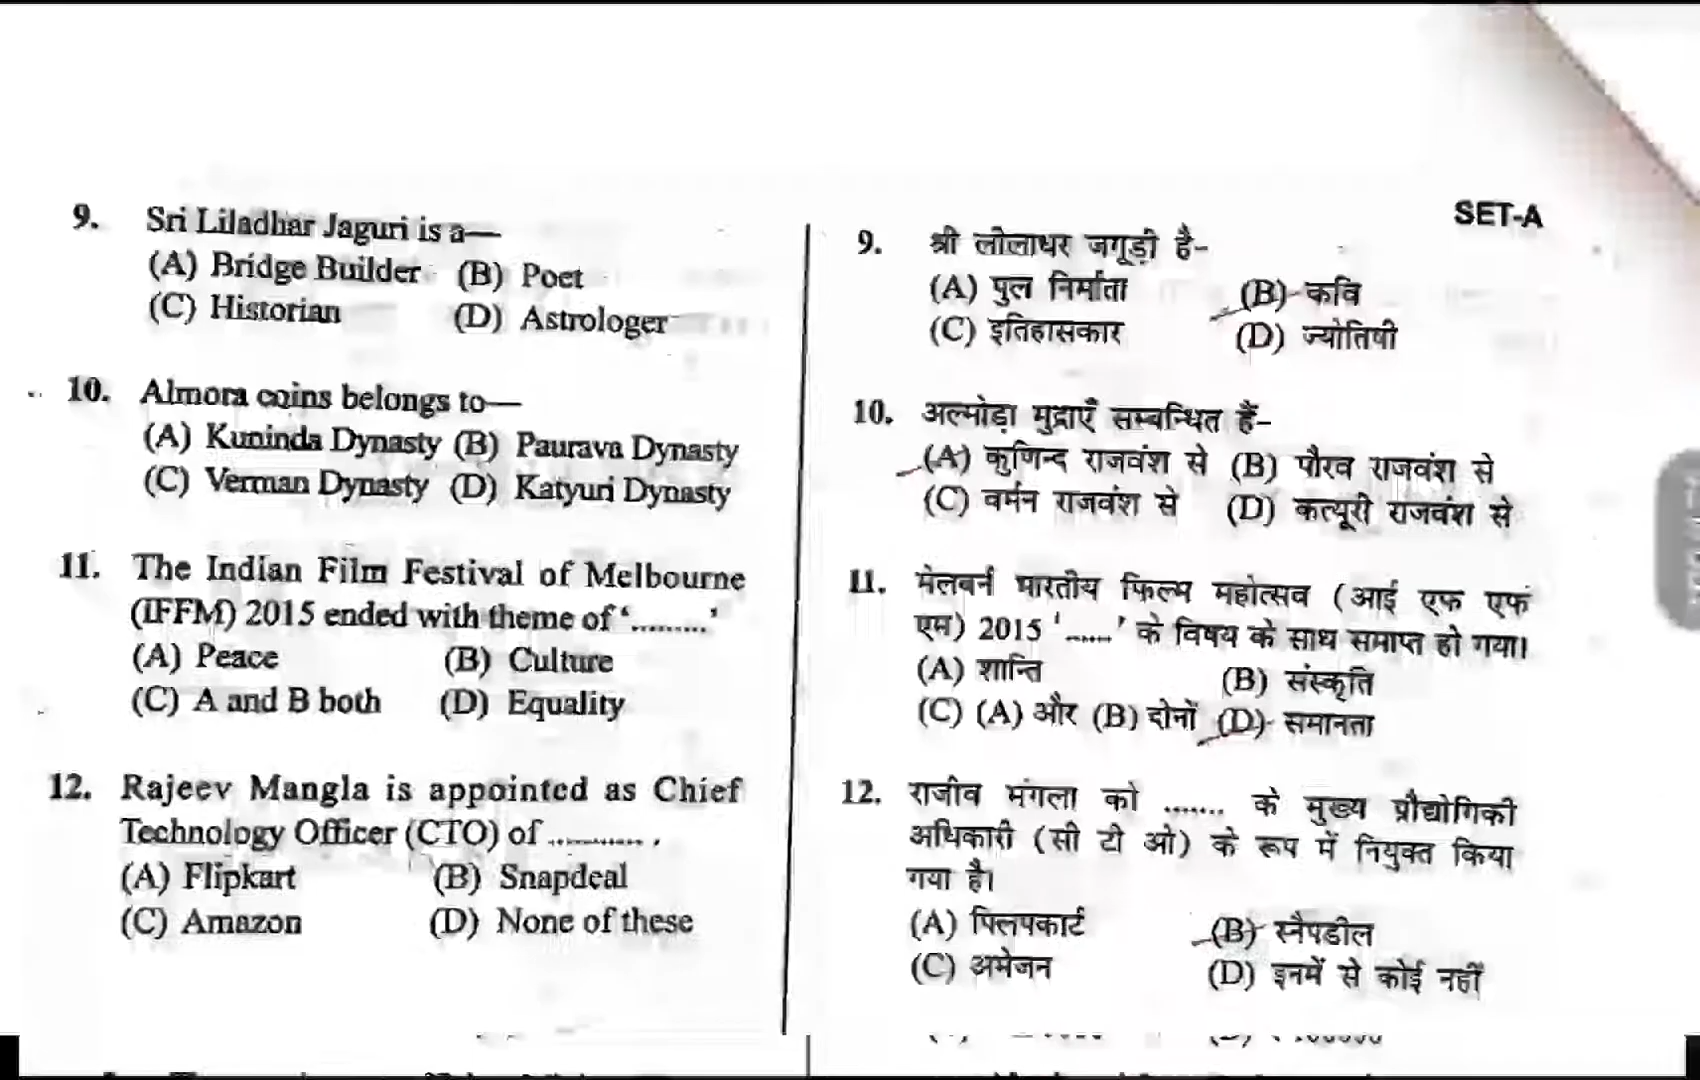 9. Sri Liladhar Jaguri is a—
(A) Bridge Builder (B) Poet
(C) Historian (D) Astrologer
10. Almora coins belongs to—
(A) Kuninda Dynasty (B) Paurava Dynasty
(C) Verman Dynasty (D) Katyuri Dynasty
11. The Indian Film Festival of Melbourne
(IFFM) 2015 ended with theme of ‘.........’
(A) Peace (B) Culture
(C) A and B both (D) Equality
12. Rajeev Mangla is appointed as Chief
Technology Officer (CTO) of ............ .
(A) Flipkart (B) Snapdeal
(C) Amazon (D) None of these
SET-A
9. श्री लीलाधर जगूड़ी है-
(A) पुल निर्माता (B) कवि
(C) इतिहासकार (D) ज्योतिषी
10. अल्मोड़ा मुद्राएँ सम्बन्धित हैं-
(A) कुणिन्द राजवंश से (B) पौरव राजवंश से
(C) वर्मन राजवंश से (D) कत्यूरी राजवंश से
11. मेलबर्न भारतीय फिल्म महोत्सव (आई एफ एफ
एम) 2015 ‘......’ के विषय के साथ समाप्त हो गया।
(A) शान्ति (B) संस्कृति
(C) (A) और (B) दोनों (D) समानता
12. राजीव मंगला को ....... के मुख्य प्रौद्योगिकी
अधिकारी (सी टी ओ) के रूप में नियुक्त किया
गया है।
(A) फ्लिपकार्ट (B) स्नैपडील
(C) अमेजन (D) इनमें से कोई नहीं